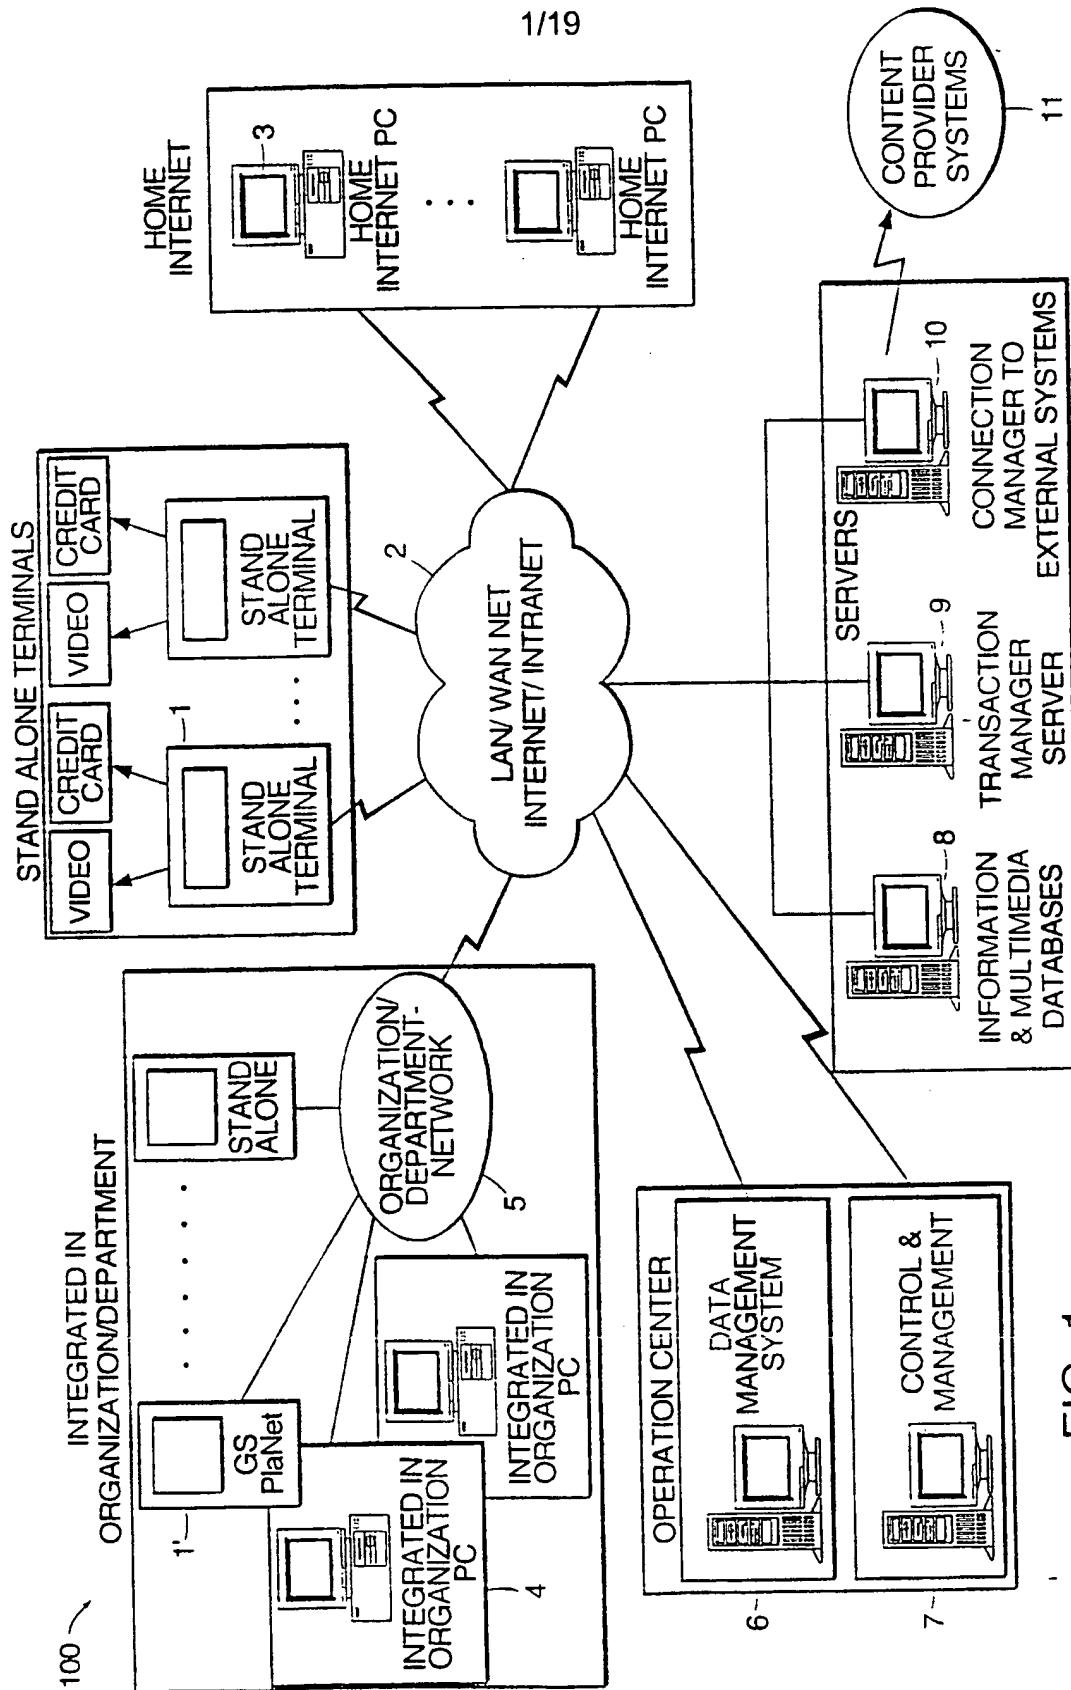 1/19
100
INTEGRATED IN
ORGANIZATION/DEPARTMENT
1'
GS
PlaNet
. . . . . . .
STAND
ALONE
INTEGRATED IN
ORGANIZATION
PC
4
INTEGRATED IN
ORGANIZATION
PC
ORGANIZATION/
DEPARTMENT-
NETWORK
5
STAND ALONE TERMINALS
VIDEO
CREDIT
CARD
VIDEO
CREDIT
CARD
1
STAND
ALONE
TERMINAL
. . .
STAND
ALONE
TERMINAL
HOME
INTERNET
3
HOME
INTERNET PC
. . .
HOME
INTERNET PC
2
LAN/ WAN NET
INTERNET/ INTRANET
OPERATION CENTER
6
DATA
MANAGEMENT
SYSTEM
7
CONTROL &
MANAGEMENT
SERVERS
8
INFORMATION
& MULTIMEDIA
DATABASES
9
TRANSACTION
MANAGER
SERVER
10
CONNECTION
MANAGER TO
EXTERNAL SYSTEMS
CONTENT
PROVIDER
SYSTEMS
11